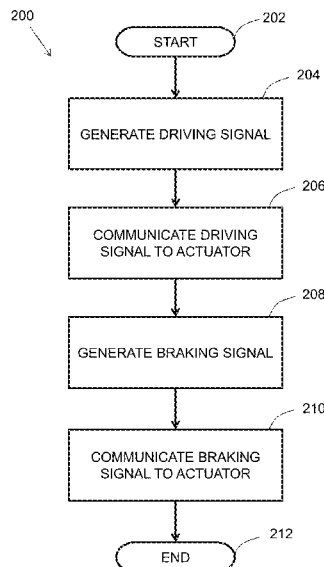 200
202
START
204
GENERATE DRIVING SIGNAL
206
COMMUNICATE DRIVING
SIGNAL TO ACTUATOR
208
GENERATE BRAKING SIGNAL
210
COMMUNICATE BRAKING
SIGNAL TO ACTUATOR
212
END